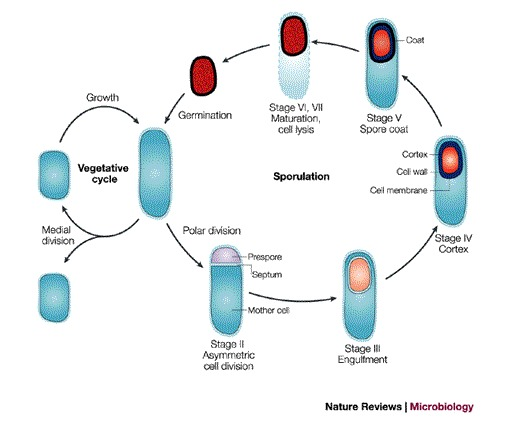 Coat
Growth
Germination
Stage VI, VII
Maturation,
cell lysis
Stage V
Spore coat
Vegetative
cycle
Sporulation
Cortex
Cell wall
Cell membrane
Medial
division
Polar division
Stage IV
Cortex
Prespore
Septum
Mother cell
Stage II
Asymmetric
cell division
Stage III
Engulfment
Nature Reviews | Microbiology